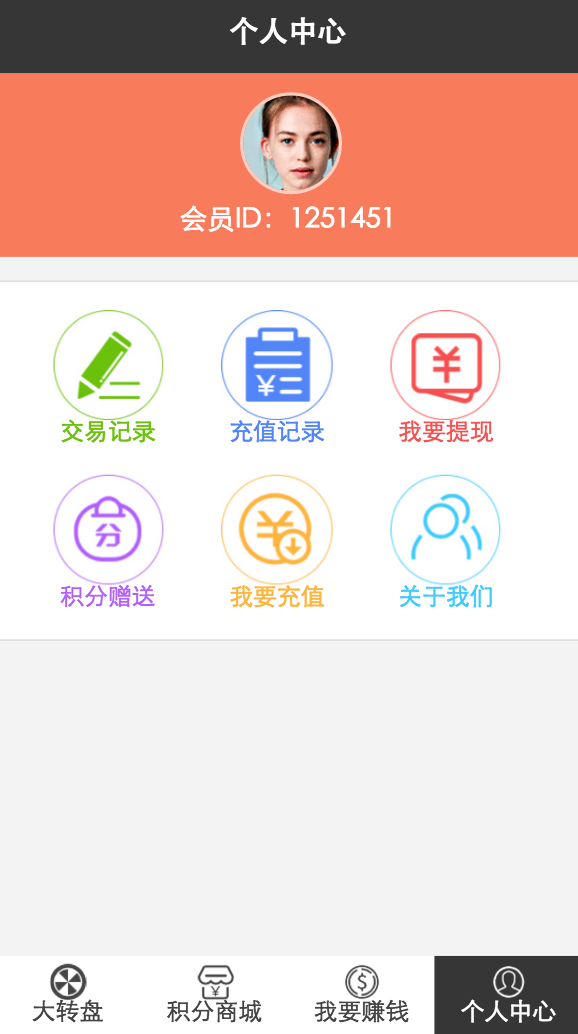 个人中心
会员ID：1251451
交易记录 充值记录 我要提现
积分赠送 我要充值 关于我们
大转盘 积分商城 我要赚钱 个人中心